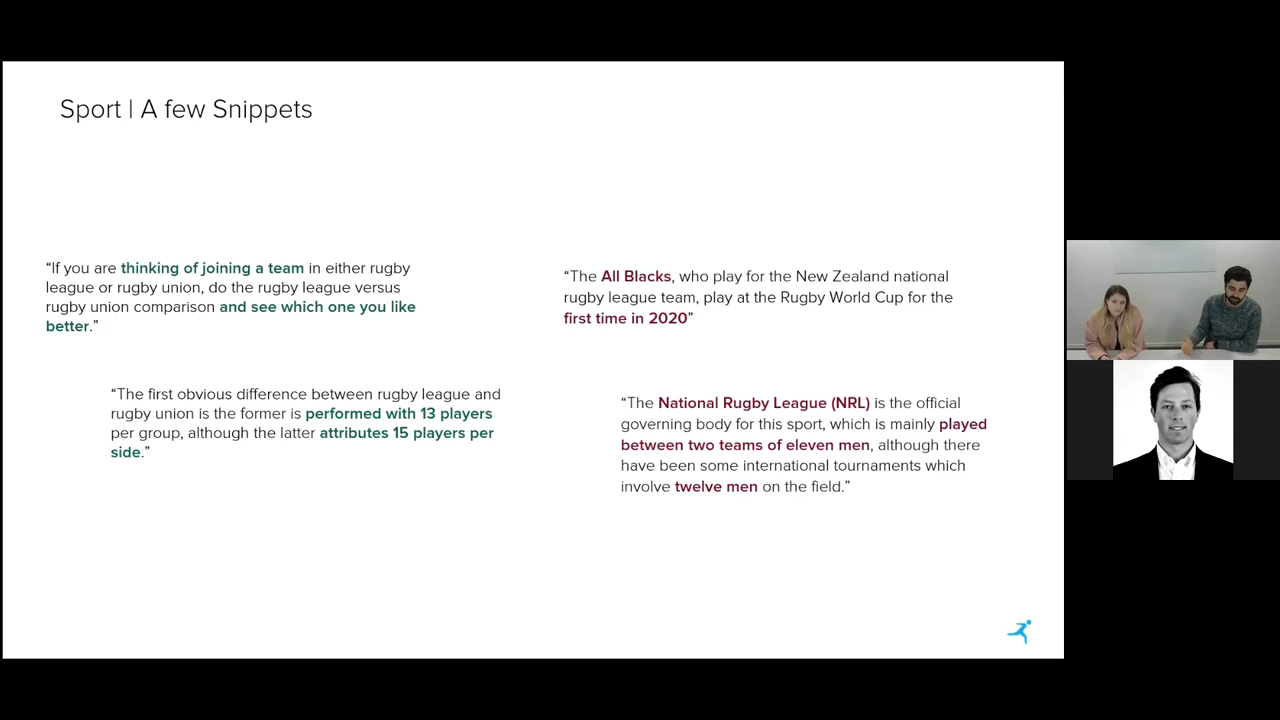 Sport | A few Snippets
“If you are thinking of joining a team in either rugby
league or rugby union, do the rugby league versus
rugby union comparison and see which one you like
better.”
“The first obvious difference between rugby league and
rugby union is the former is performed with 13 players
per group, although the latter attributes 15 players per
side.”
“The All Blacks, who play for the New Zealand national
rugby league team, play at the Rugby World Cup for the
first time in 2020”
“The National Rugby League (NRL) is the official
governing body for this sport, which is mainly played
between two teams of eleven men, although there
have been some international tournaments which
involve twelve men on the field.”